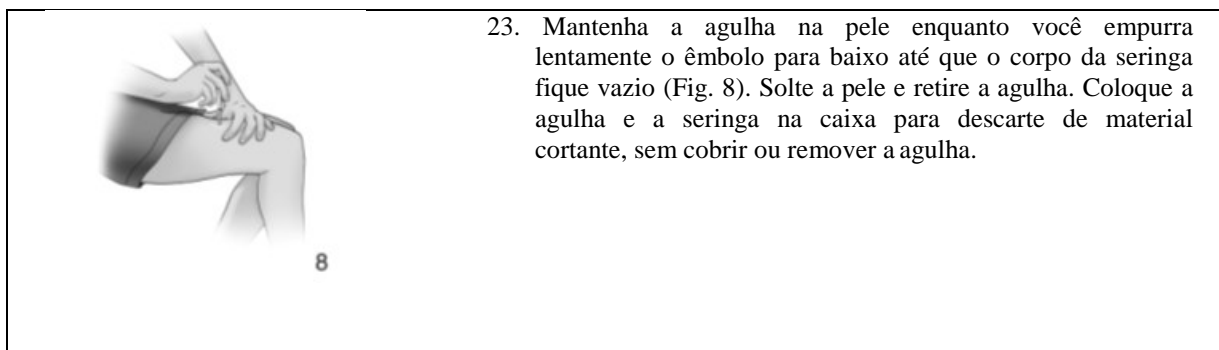 23. Mantenha a agulha na pele enquanto você empurra
lentamente o êmbolo para baixo até que o corpo da seringa
fique vazio (Fig. 8). Solte a pele e retire a agulha. Coloque a
agulha e a seringa na caixa para descarte de material
cortante, sem cobrir ou remover a agulha.
8